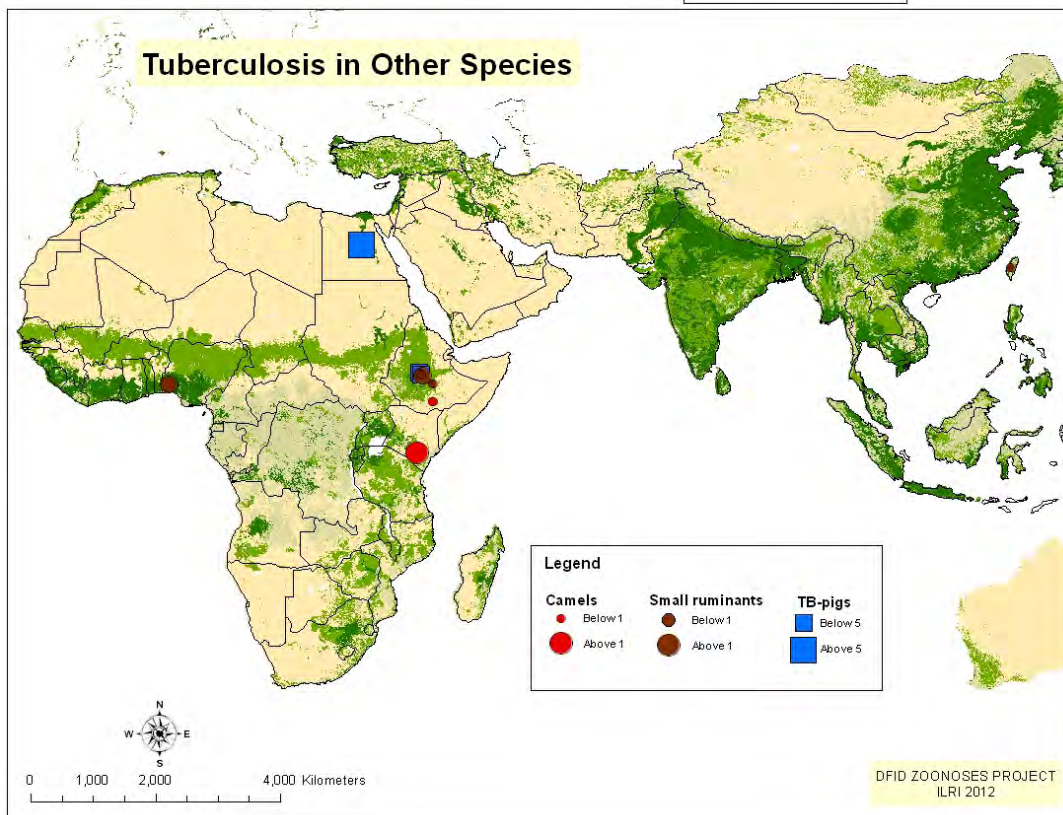 Tuberculosis in Other Species
Legend
Camels
Below 1
Above 1
Small ruminants
Below 1
Above 1
TB-pigs
Below 5
Above 5
N
W
E
S
0 1,000 2,000 4,000 Kilometers
DFID ZOONOSES PROJECT
ILRI 2012